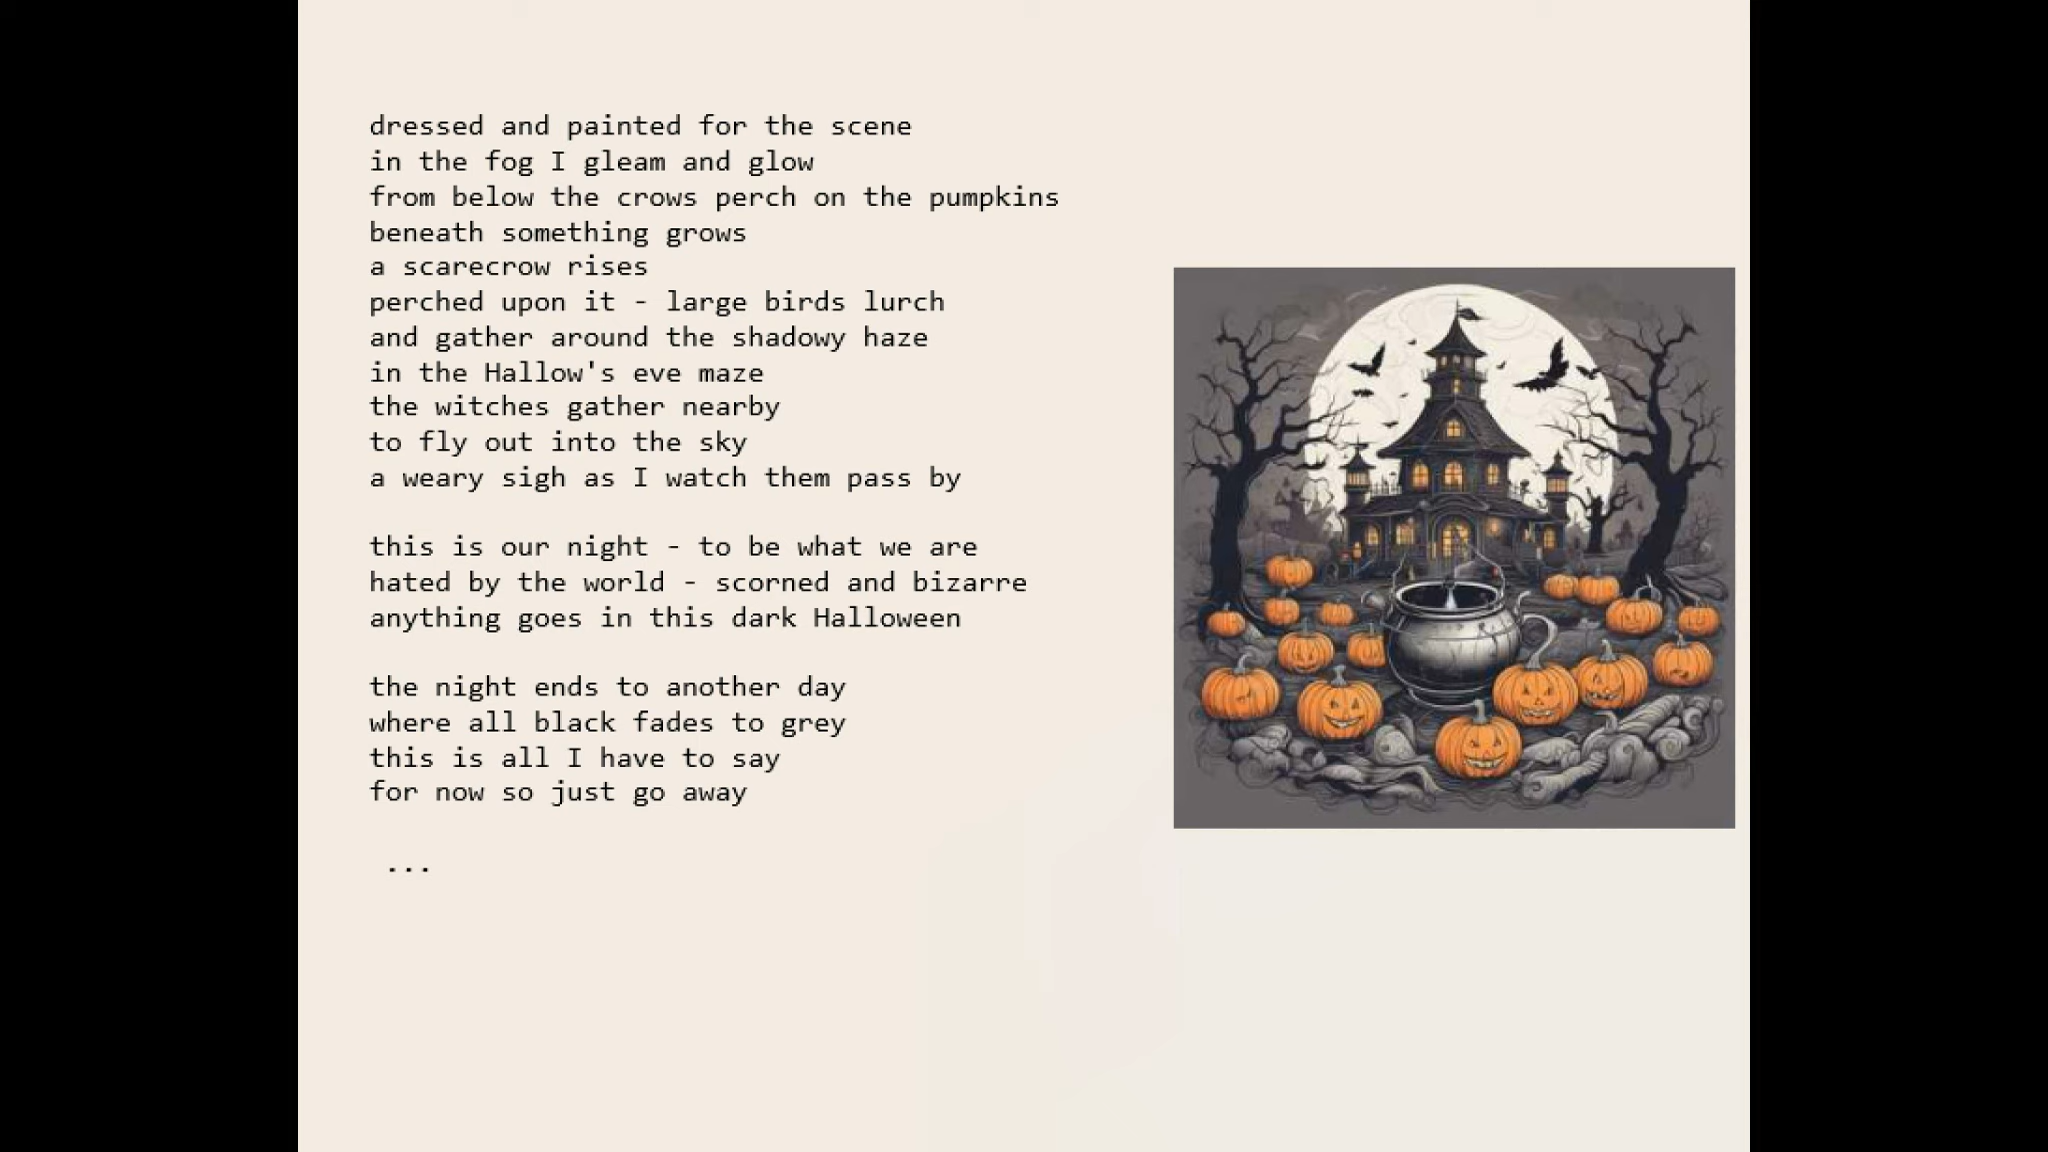 dressed and painted for the scene
in the fog I gleam and glow
from below the crows perch on the pumpkins
beneath something grows
a scarecrow rises
perched upon it - large birds lurch
and gather around the shadowy haze
in the Hallow's eve maze
the witches gather nearby
to fly out into the sky
a weary sigh as I watch them pass by
this is our night - to be what we are
hated by the world - scorned and bizarre
anything goes in this dark Halloween
the night ends to another day
where all black fades to grey
this is all I have to say
for now so just go away
...